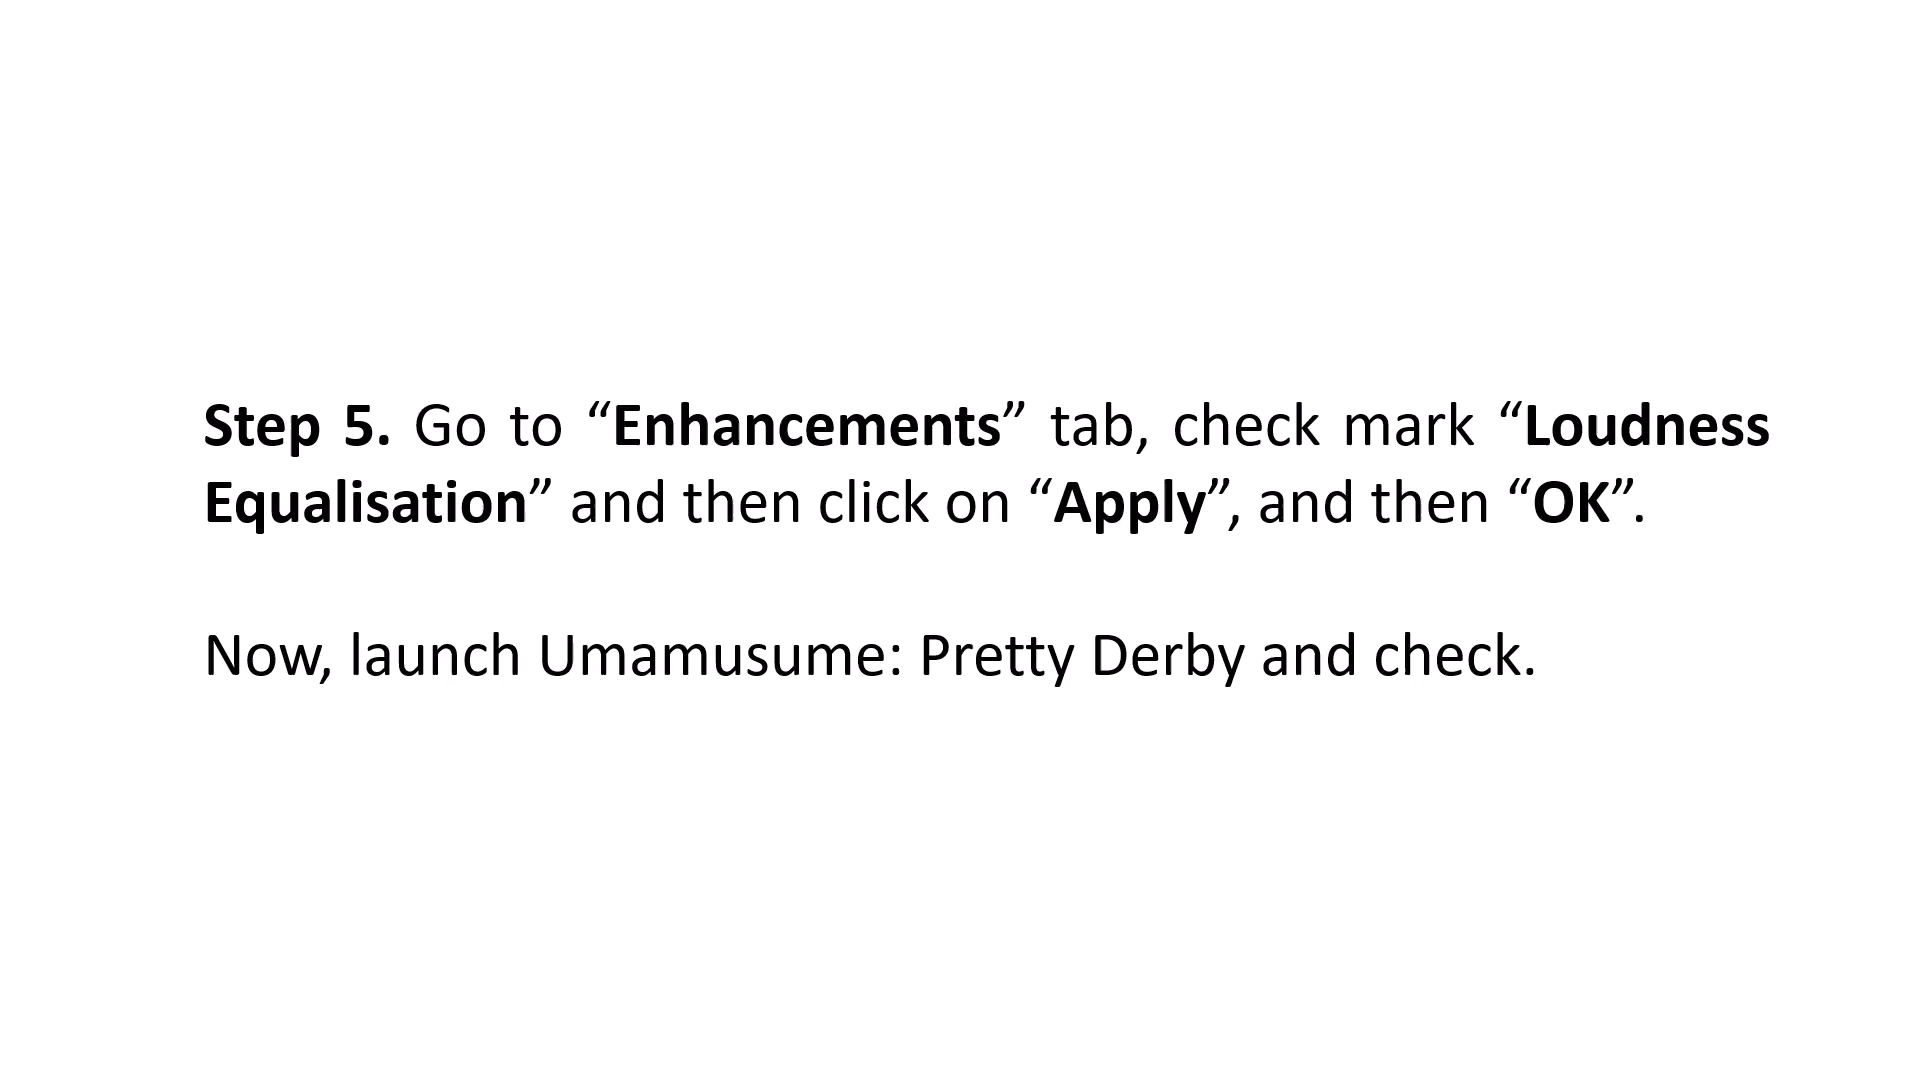 Step 5. Go to “Enhancements” tab, check mark “Loudness
Equalisation” and then click on “Apply”, and then “OK”.
Now, launch Umamusume: Pretty Derby and check.